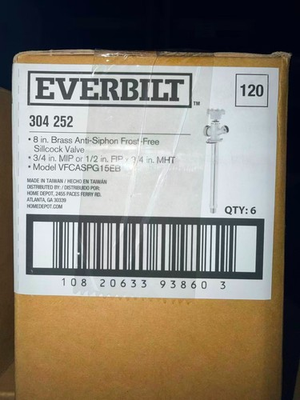 EVERBILT™
120
304 252
• 8 in. Brass Anti-Siphon Frost-Free
Sillcock Valve
• 3/4 in. MIP or 1/2 in. FIP x 3/4 in. MHT
• Model VFCASPG15EB
MADE IN TAIWAN / HECHO EN TAIWÁN
DISTRIBUTED BY: / DISTRIBUIDO POR:
HOME DEPOT, 2455 PACES FERRY RD.
ATLANTA, GA 30339
HOMEDEPOT.COM
QTY: 6
108 20633 93860 3